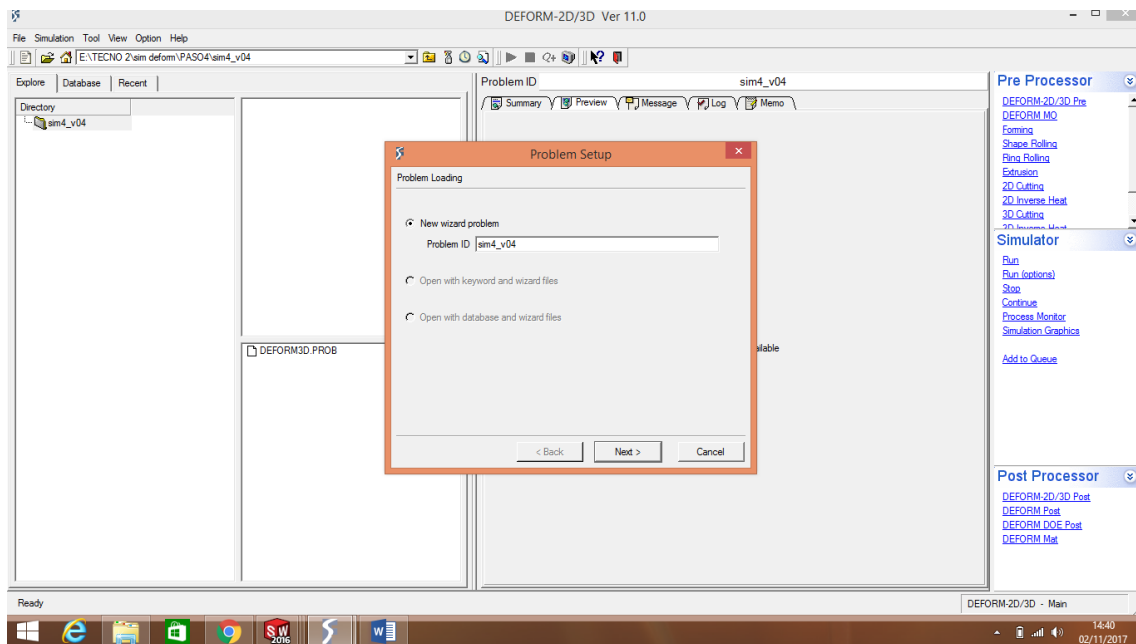 DEFORM-2D/3D Ver 11.0
File Simulation Tool View Option Help
E:\TECNO 2\sim deform\PASO4\sim4_v04
Explore Database Recent
Directory
sim4_v04
DEFORM3D.PROB
Problem ID sim4_v04
Summary Preview Message Log Memo
ailable
Problem Setup
Problem Loading
New wizard problem
Problem ID sim4_v04
Open with keyword and wizard files
Open with database and wizard files
< Back Next > Cancel
Pre Processor
DEFORM-2D/3D Pre
DEFORM MO
Forming
Shape Rolling
Ring Rolling
Extrusion
2D Cutting
2D Inverse Heat
3D Cutting
3D Inverse Heat
Simulator
Run
Run (options)
Stop
Continue
Process Monitor
Simulation Graphics
Add to Queue
Post Processor
DEFORM-2D/3D Post
DEFORM Post
DEFORM DOE Post
DEFORM Mat
Ready
DEFORM-2D/3D - Main
SW
2016
14:40
02/11/2017